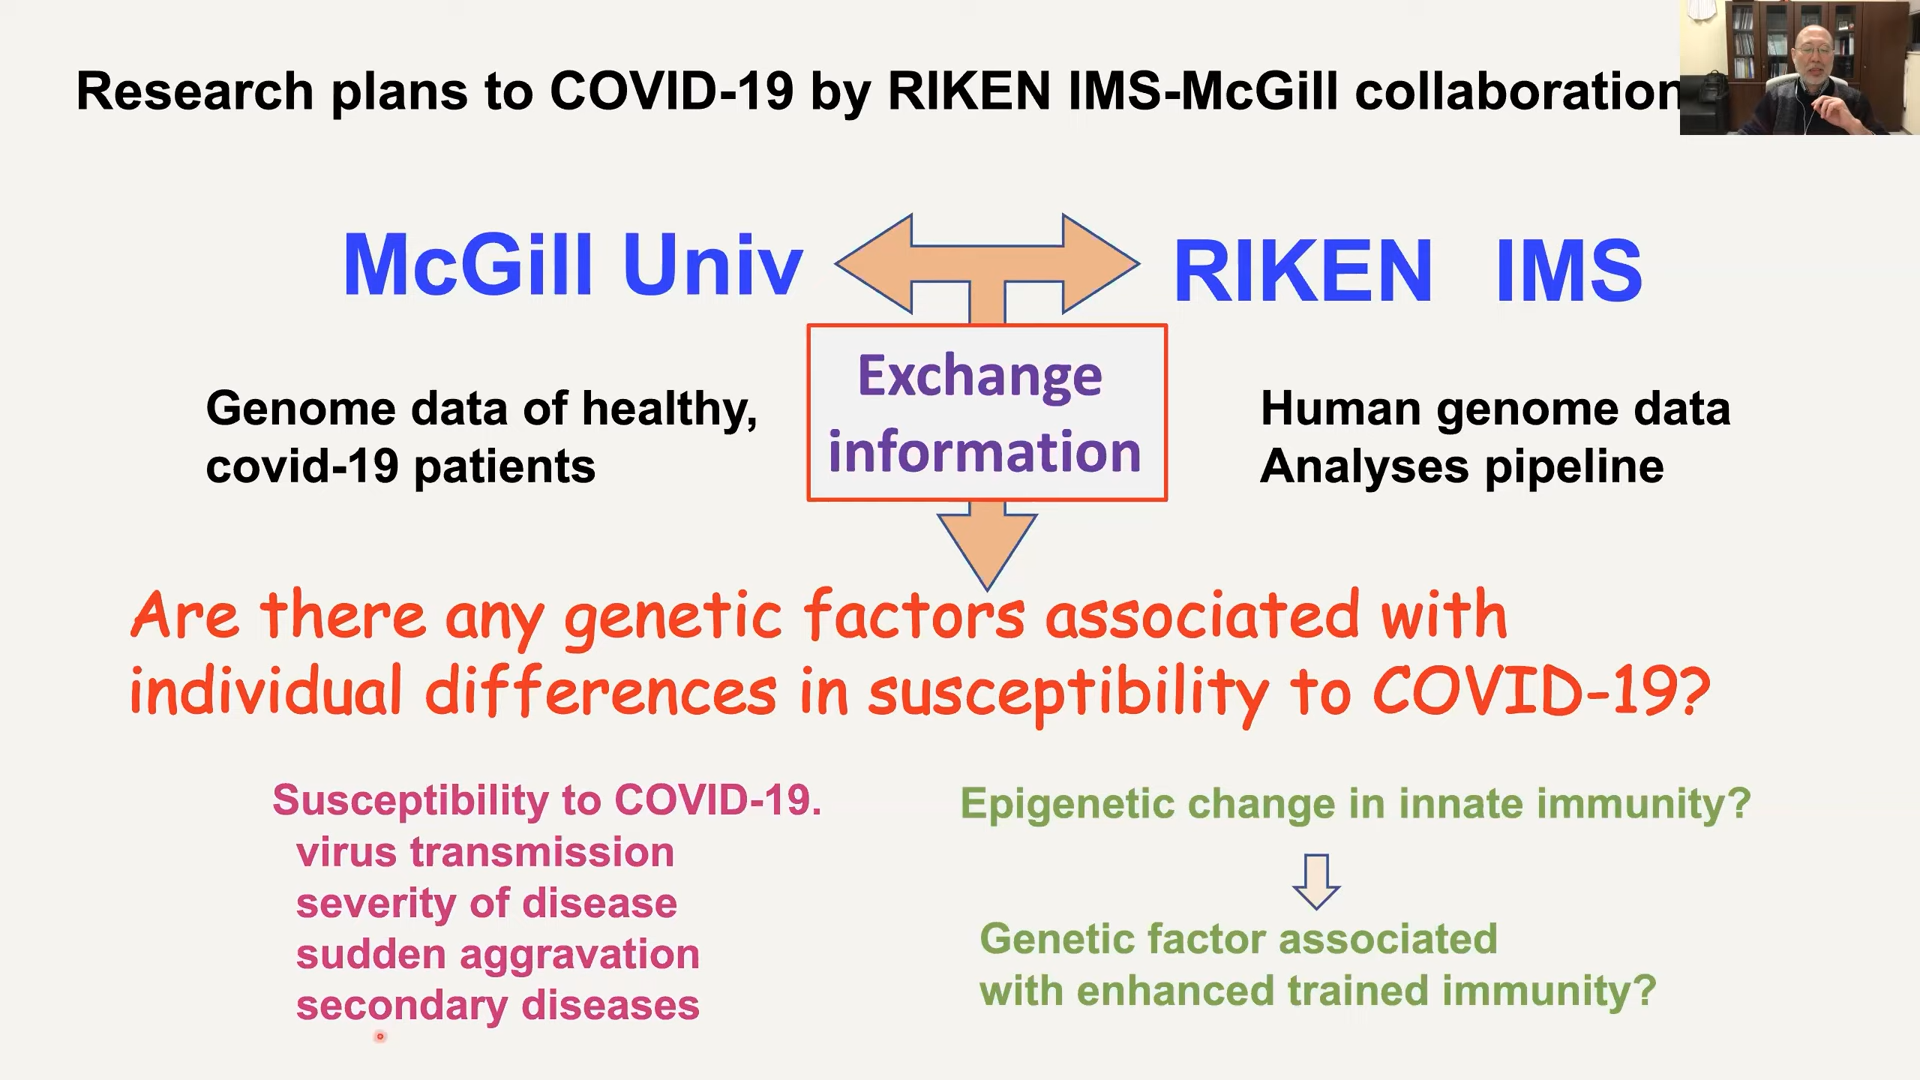 Research plans to COVID-19 by RIKEN IMS-McGill collaboration
McGill Univ
RIKEN IMS
Exchange
information
Genome data of healthy,
covid-19 patients
Human genome data
Analyses pipeline
Are there any genetic factors associated with
individual differences in susceptibility to COVID-19?
Susceptibility to COVID-19.
virus transmission
severity of disease
sudden aggravation
secondary diseases
Epigenetic change in innate immunity?
Genetic factor associated
with enhanced trained immunity?